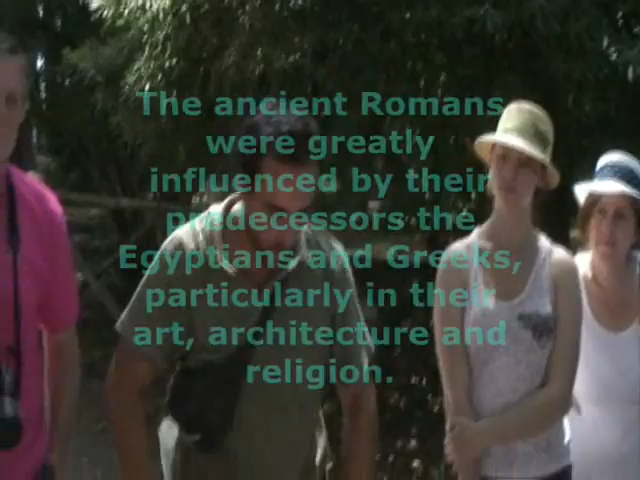 The ancient Romans
were greatly
influenced by their
predecessors the
Egyptians and Greeks,
particularly in their
art, architecture and
religion.